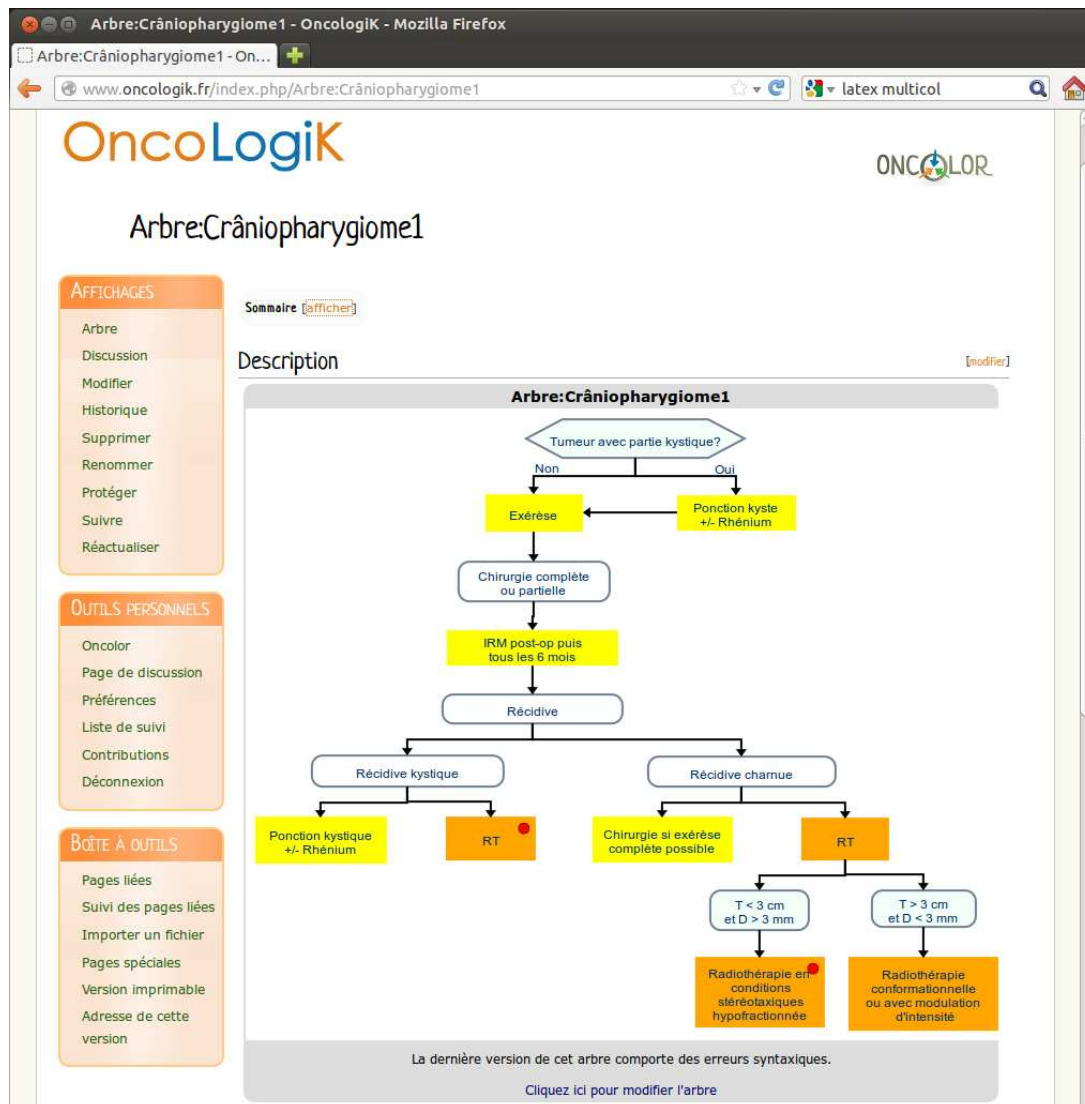 Arbre:Crâniopharygiome1 - OncologiK - Mozilla Firefox
Arbre:Crâniopharygiome1 - On...
www.oncologik.fr/index.php/Arbre:Crâniopharygiome1
latex multicol
OncoLogiK
ONCOLOR
Arbre:Crâniopharygiome1
AFFICHAGES
Arbre
Discussion
Modifier
Historique
Supprimer
Renommer
Protéger
Suivre
Réactualiser
OUTILS PERSONNELS
Oncolor
Page de discussion
Préférences
Liste de suivi
Contributions
Déconnexion
BOÎTE À OUTILS
Pages liées
Suivi des pages liées
Importer un fichier
Pages spéciales
Version imprimable
Adresse de cette
version
Sommaire [afficher]
Description
[modifier]
Arbre:Crâniopharygiome1
Tumeur avec partie kystique?
Non
Oui
Exérèse
Ponction kyste
+/- Rhénium
Chirurgie complète
ou partielle
IRM post-op puis
tous les 6 mois
Récidive
Récidive kystique
Récidive charnue
Ponction kystique
+/- Rhénium
RT
Chirurgie si exérèse
complète possible
RT
T < 3 cm
et D > 3 mm
T > 3 cm
et D < 3 mm
Radiothérapie en
conditions
stéréotaxiques
hypofractionnée
Radiothérapie
conformationnelle
ou avec modulation
d'intensité
La dernière version de cet arbre comporte des erreurs syntaxiques.
Cliquez ici pour modifier l'arbre